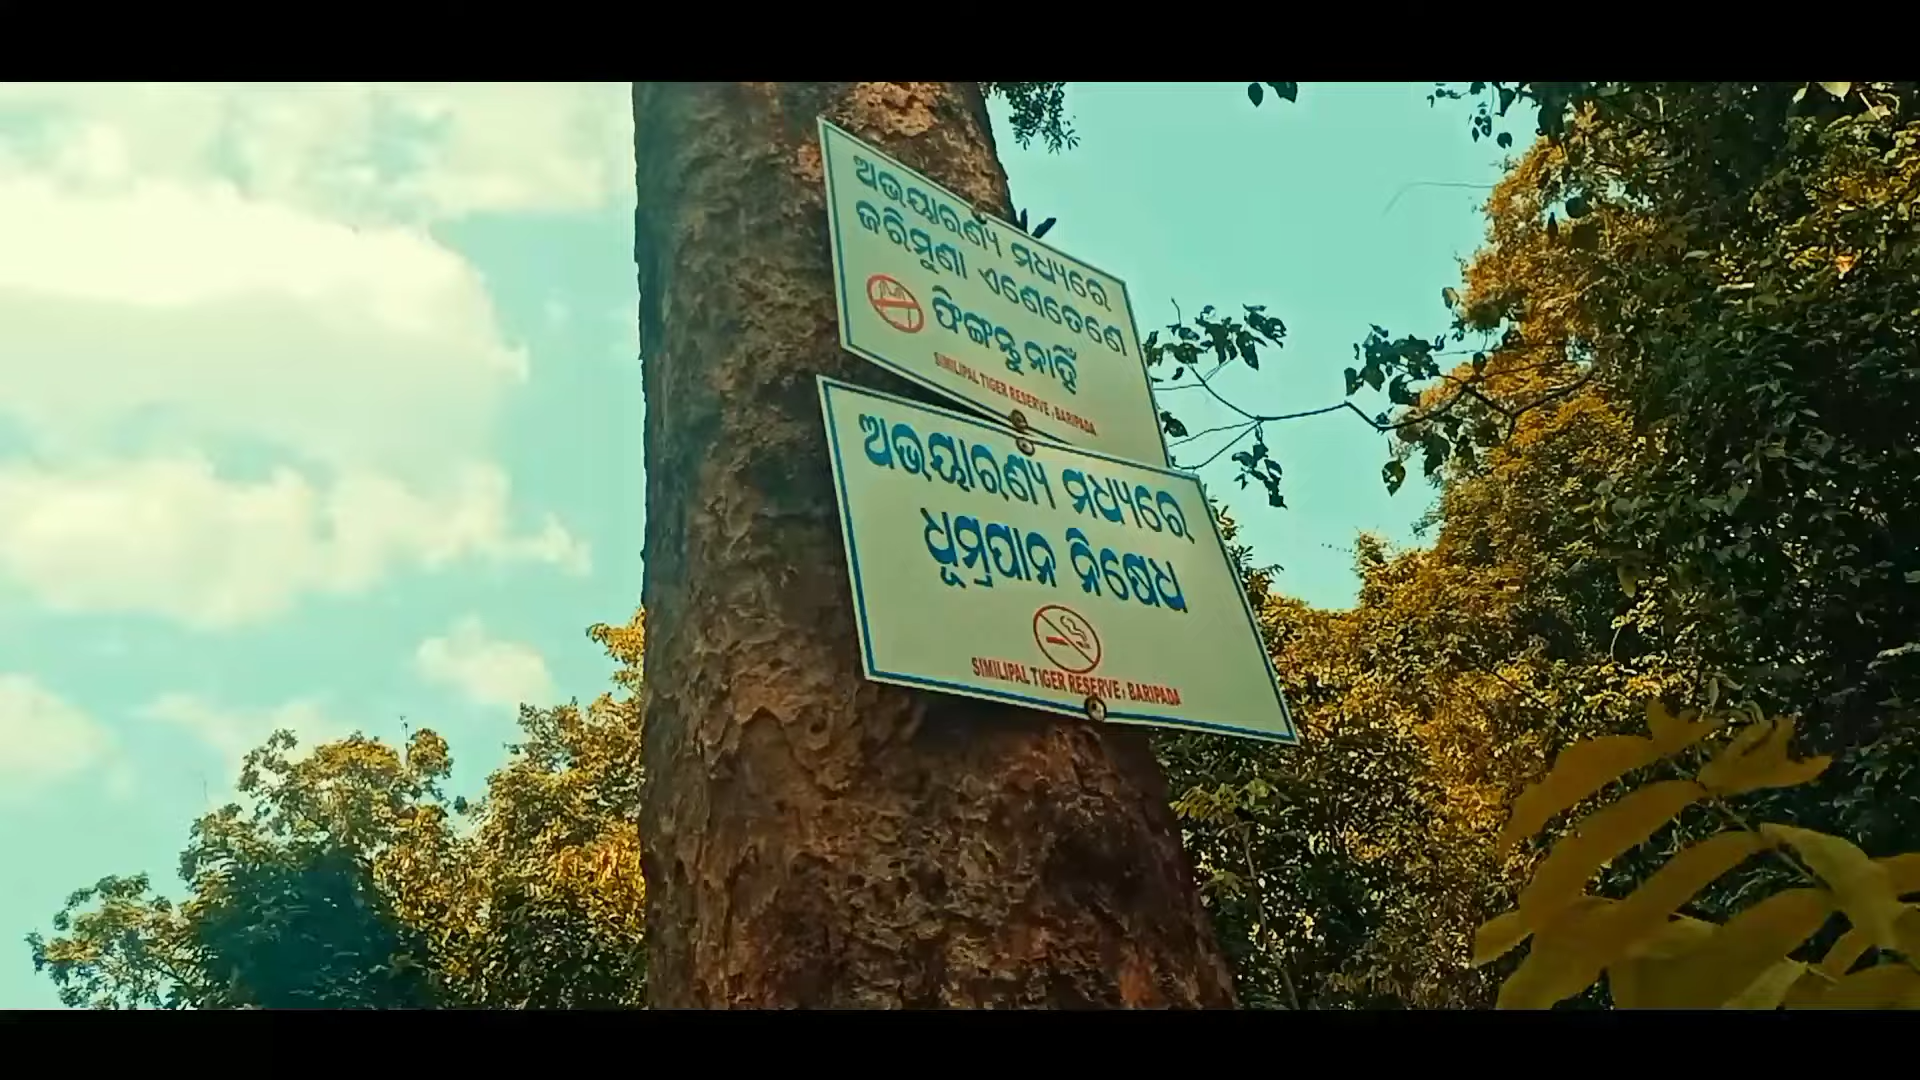 ଅଭୟାରଣ୍ୟ ମଧ୍ୟରେ
ଜରିମୁଣା ଏଣେତେଣେ
ଫିଙ୍ଗନ୍ତୁ ନାହିଁ
SIMILIPAL TIGER RESERVE, BARIPADA
ଅଭୟାରଣ୍ୟ ମଧ୍ୟରେ
ଧୂମ୍ରପାନ ନିଷେଧ
SIMILIPAL TIGER RESERVE, BARIPADA